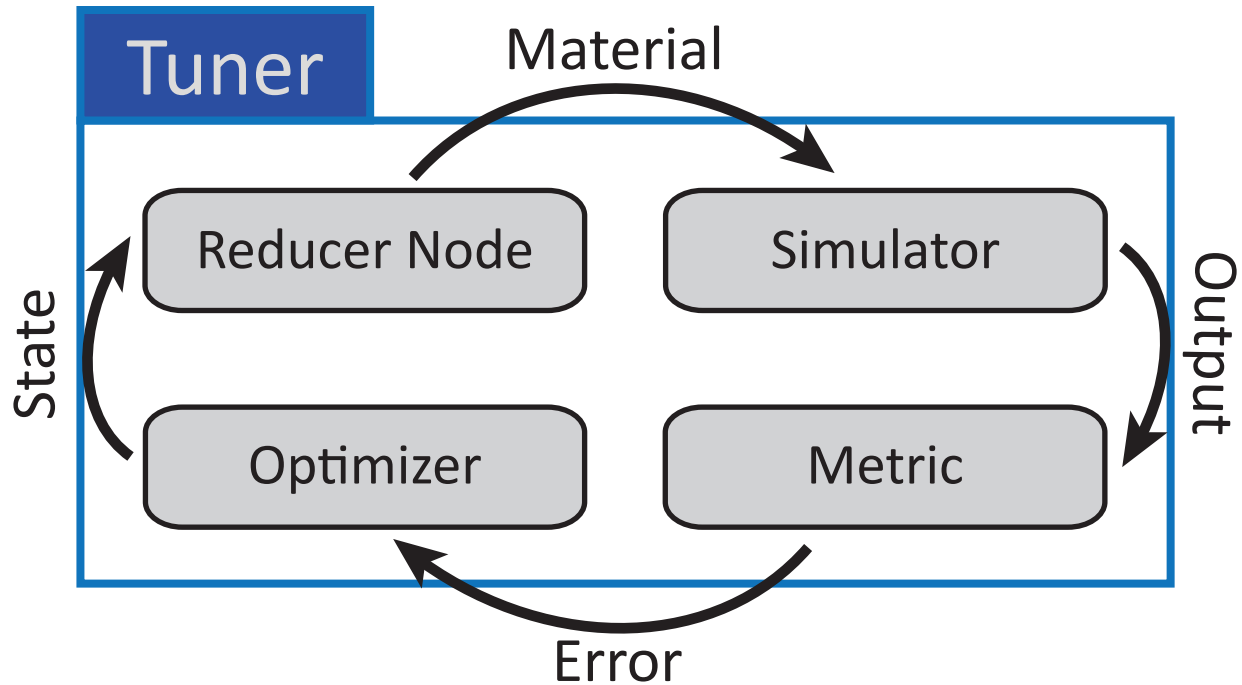 Tuner
Material
Reducer Node
Simulator
State
Output
Optimizer
Metric
Error